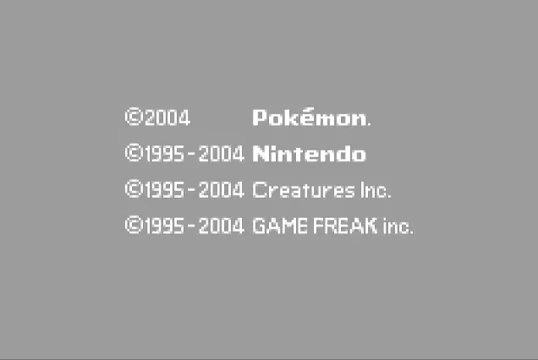 ©2004 Pokémon.
©1995-2004 Nintendo
©1995-2004 Creatures Inc.
©1995-2004 GAME FREAK inc.